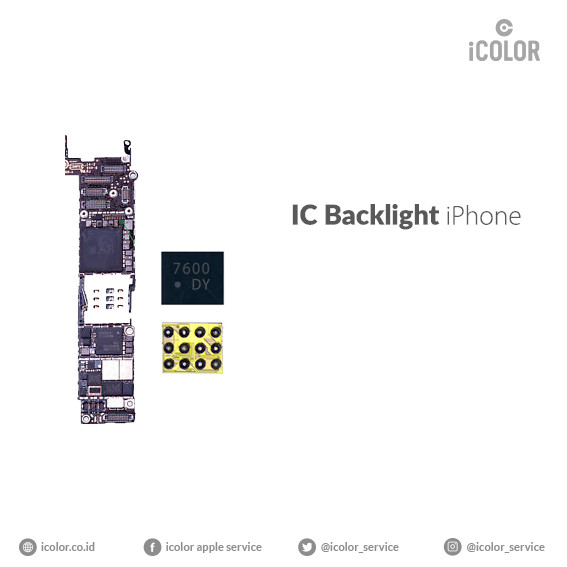 iCOLOR
IC Backlight iPhone
7600
DY
icolor.co.id
icolor apple service
@icolor_service
@icolor_service